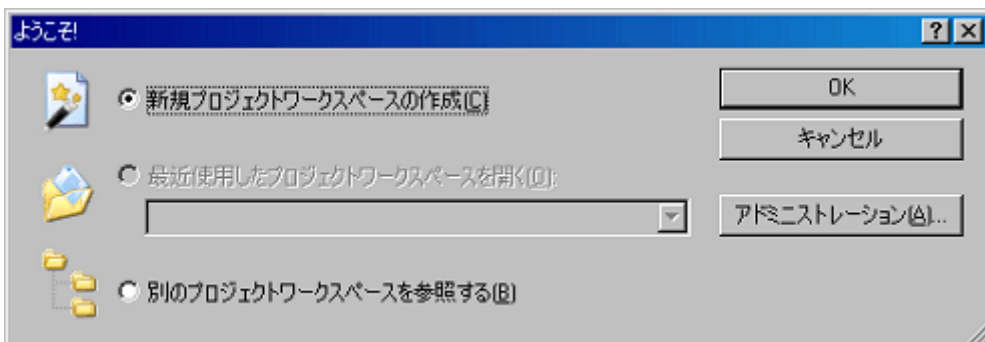 ようこそ!
新規プロジェクトワークスペースの作成(C)
OK
キャンセル
最近使用したプロジェクトワークスペースを開く(O):
アドミニストレーション(A)...
別のプロジェクトワークスペースを参照する(B)